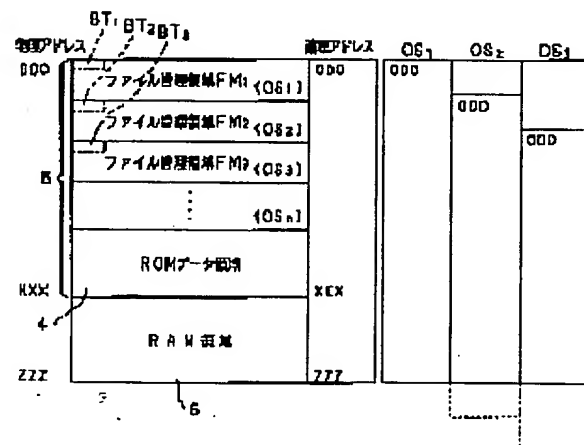 BT₁ BT₂ BT₃
物理アドレス 論理アドレス OS₁ OS₂ OS₃
000 000 000 000 000
ファイル管理領域FM₁ (OS1)
ファイル管理領域FM₂ (OS2)
ファイル管理領域FM₃ (OS3)
(OSn)
ROMデータ領域
XXX XXX
4
RAM領域
ZZZ ZZZ
6